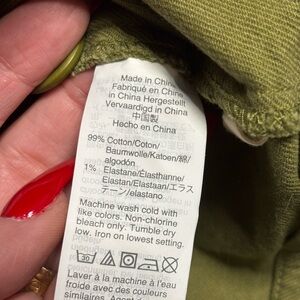 Made in China
Fabriqué en China
in China Hergestellt
Vervaardigd in China
中国製
Hecho en China
99% Cotton/Coton/
Baumwolle/Katoen/綿/
algodón
1% Elastane/Élasthanne/
Elastan/Elastaan/エラス
テーン/elastano
Machine wash cold with
like colors. Non-chlorine
bleach only. Tumble dry
low. Iron on lowest setting.
30
Laver à la machine à l'eau
froide avec des couleurs
similaires.